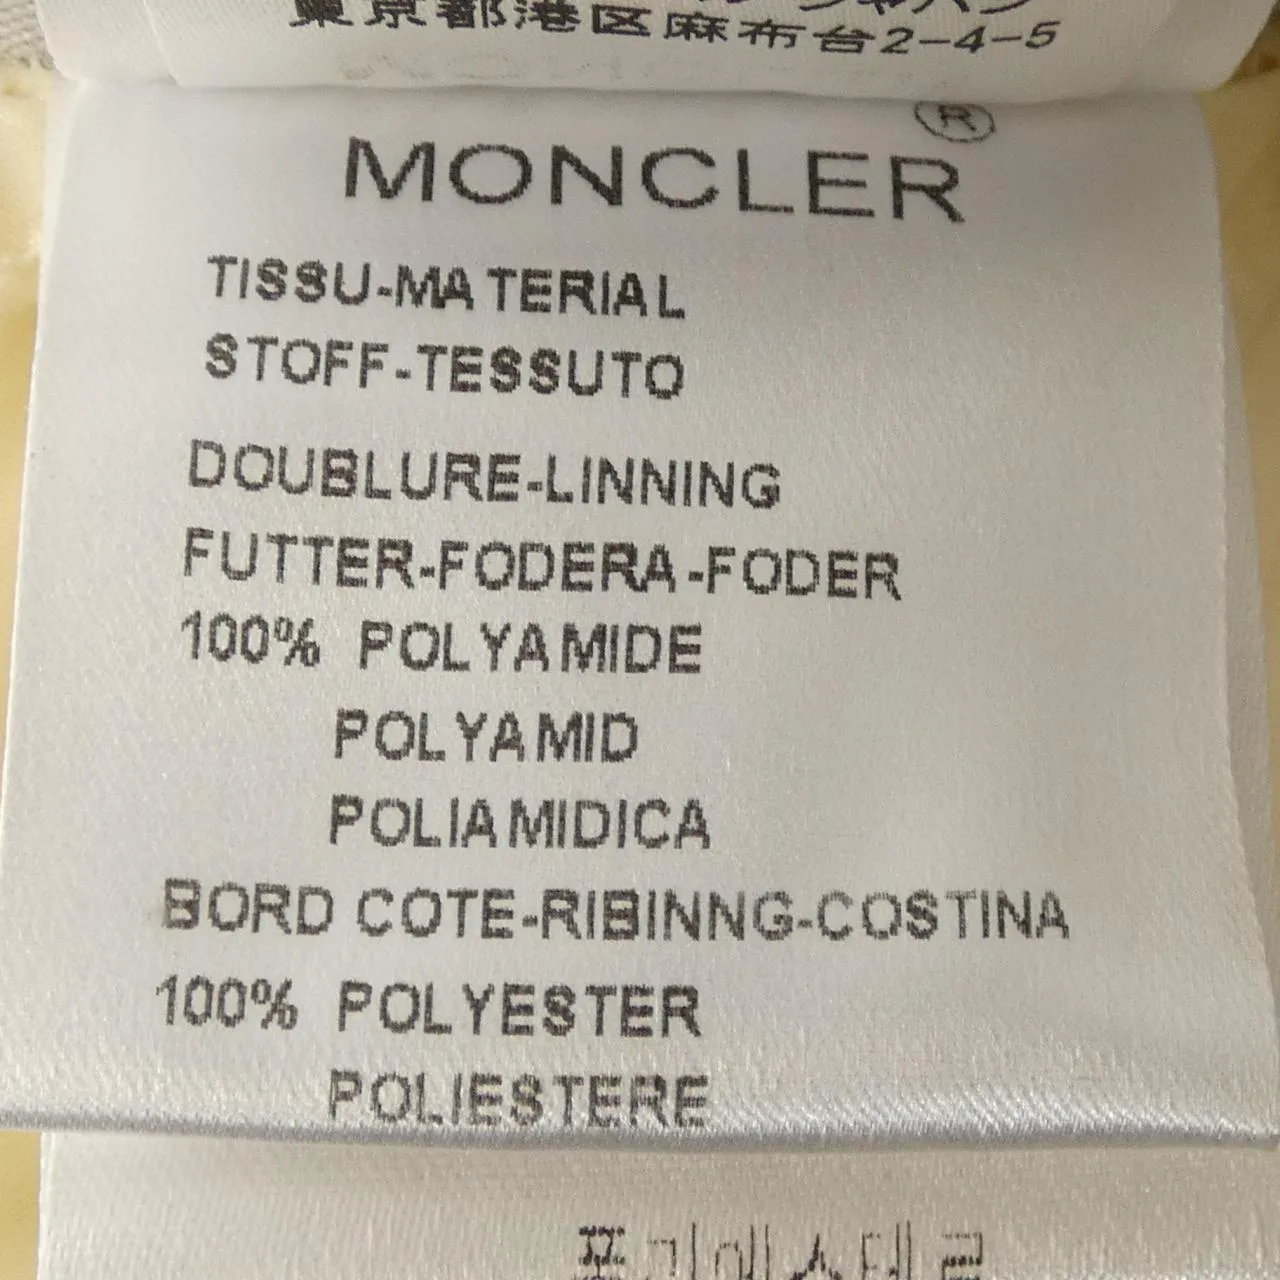 東京都港区麻布台2-4-5
MONCLER®
TISSU-MATERIAL
STOFF-TESSUTO
DOUBLURE-LINNING
FUTTER-FODERA-FODER
100% POLYAMIDE
POLYAMID
POLIAMIDICA
BORD COTE-RIBINNG-COSTINA
100% POLYESTER
POLIESTERE